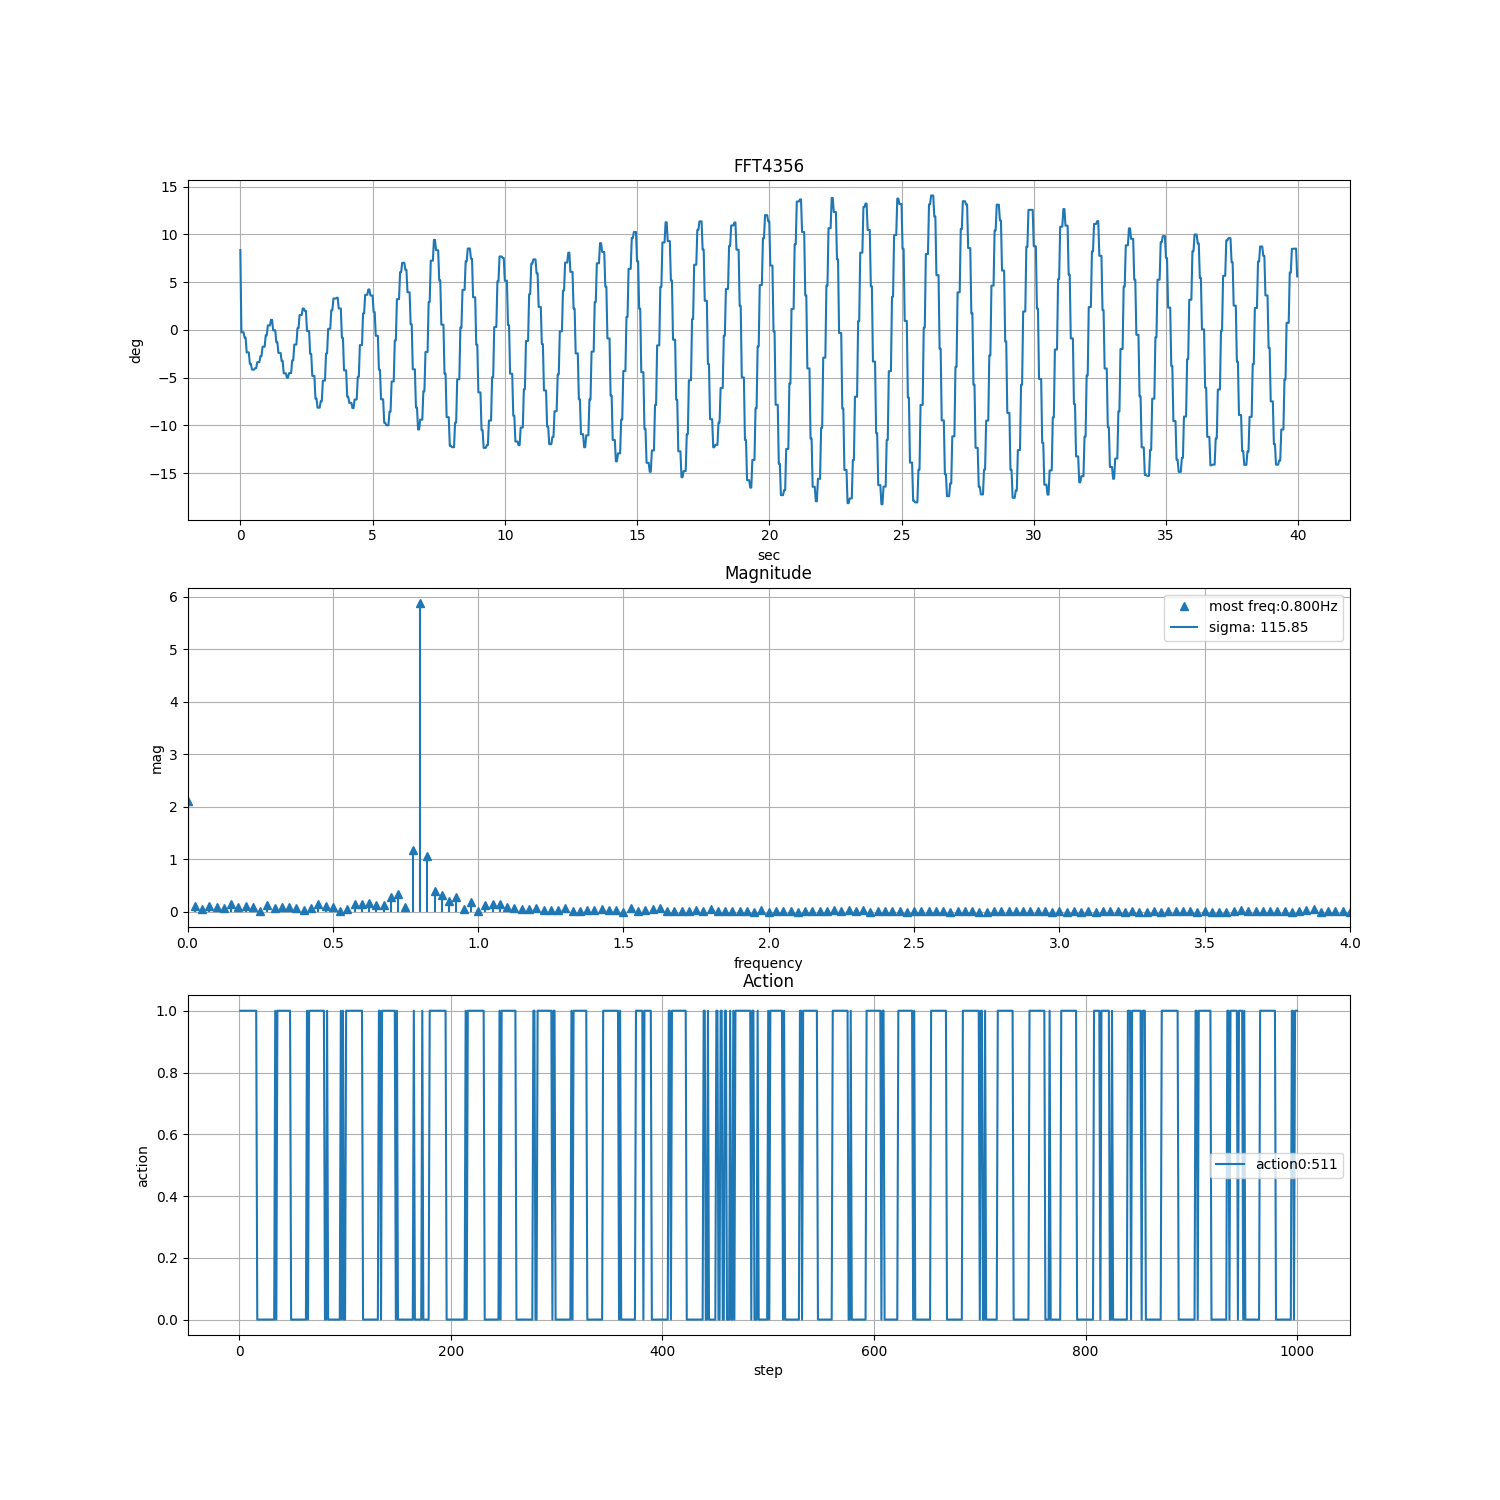 FFT4356
15
10
5
0
−5
−10
−15
deg
0 5 10 15 20 25 30 35 40
sec
Magnitude
6
5
4
3
2
1
0
mag
most freq:0.800Hz
sigma: 115.85
0.0 0.5 1.0 1.5 2.0 2.5 3.0 3.5 4.0
frequency
Action
1.0
0.8
0.6
0.4
0.2
0.0
action
action0:511
0 200 400 600 800 1000
step